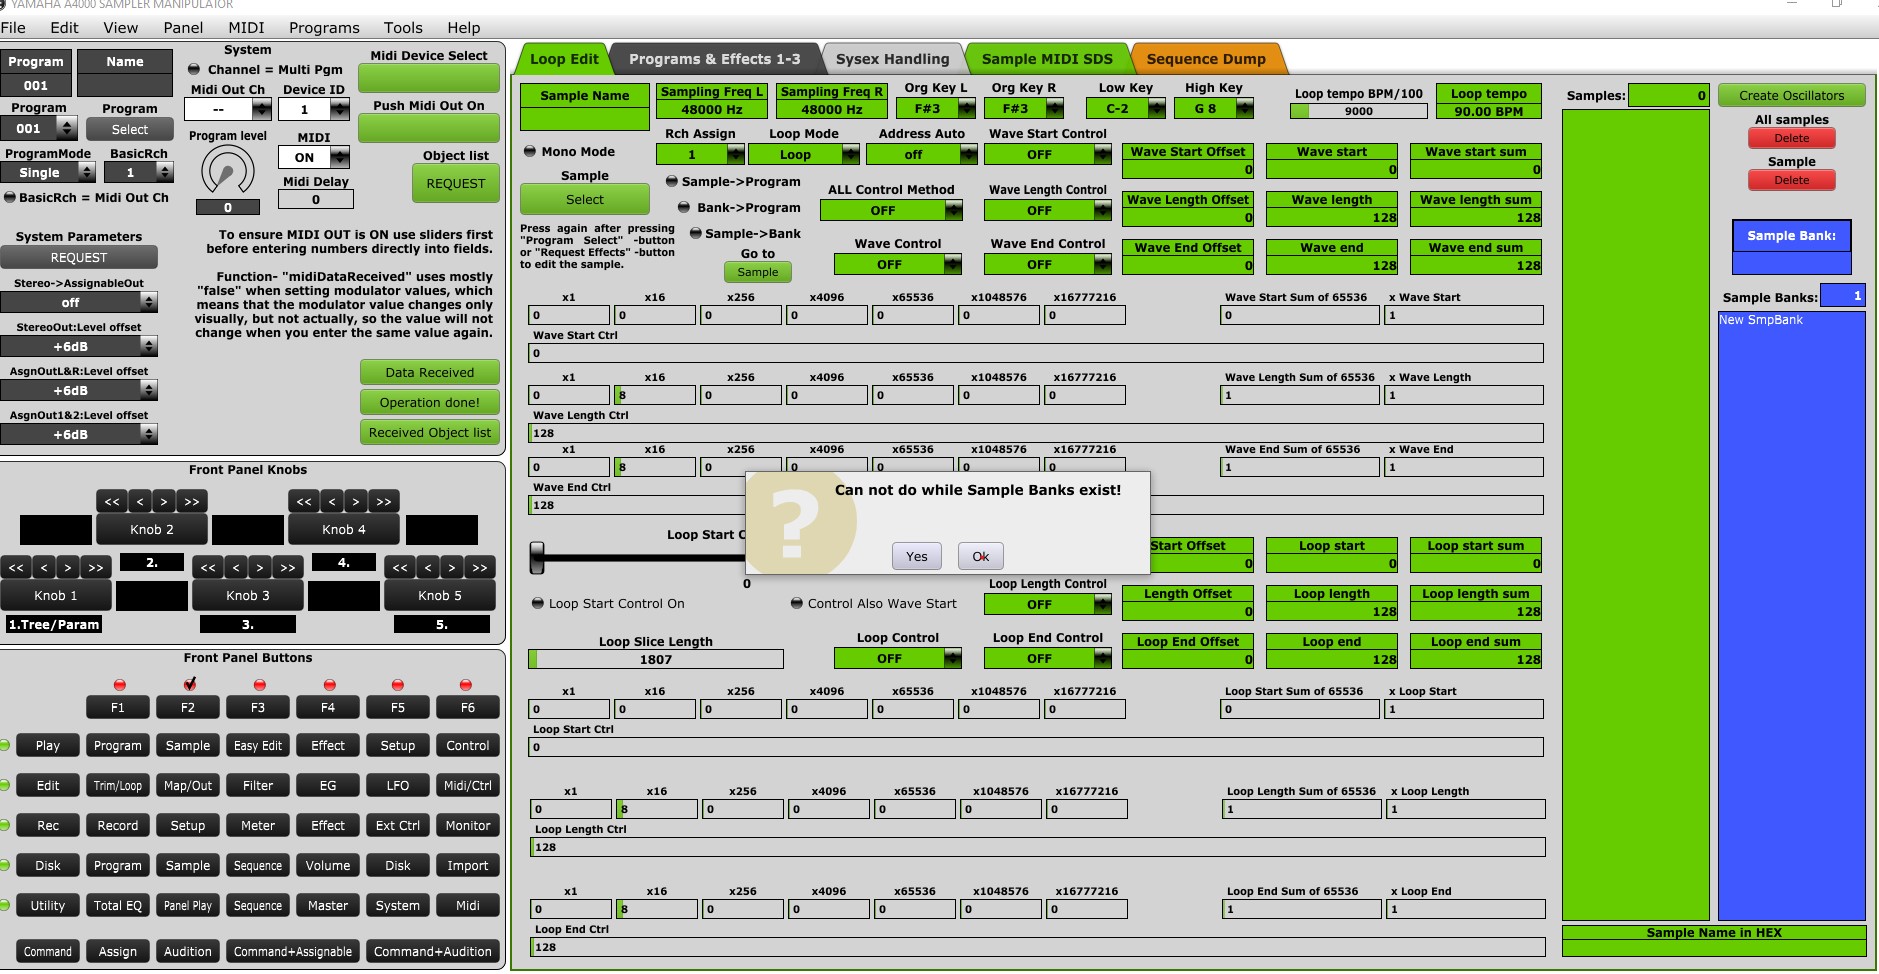 YAMAHA A4000 SAMPLER MANIPULATOR
File Edit View Panel MIDI Programs Tools Help
Program Name
001
System
Channel = Multi Pgm
Midi Device Select
Midi Out Ch Device ID
-- 1
Push Midi Out On
Program Program
001 Select
Program level
0
MIDI
ON
Midi Delay
0
Object list
REQUEST
ProgramMode BasicRch
Single 1
BasicRch = Midi Out Ch
System Parameters
REQUEST
To ensure MIDI OUT is ON use sliders first
before entering numbers directly into fields.
Function- "midiDataReceived" uses mostly
"false" when setting modulator values, which
means that the modulator value changes only
visually, but not actually, so the value will not
change when you enter the same value again.
Stereo->AssignableOut
off
StereoOut:Level offset
+6dB
AsgnOutL&R:Level offset
+6dB
AsgnOut1&2:Level offset
+6dB
Data Received
Operation done!
Received Object list
Front Panel Knobs
<< < > >> << < > >>
Knob 2 Knob 4
<< < > >> 2. << < > >> 4. << < > >>
Knob 1 Knob 3 Knob 5
1.Tree/Param 3. 5.
Front Panel Buttons
F1 F2 F3 F4 F5 F6
Play Program Sample Easy Edit Effect Setup Control
Edit Trim/Loop Map/Out Filter EG LFO Midi/Ctrl
Rec Record Setup Meter Effect Ext Ctrl Monitor
Disk Program Sample Sequence Volume Disk Import
Utility Total EQ Panel Play Sequence Master System Midi
Command Assign Audition Command+Assignable Command+Audition
Loop Edit Programs & Effects 1-3 Sysex Handling Sample MIDI SDS Sequence Dump
Sample Name
Sampling Freq L Sampling Freq R Org Key L Org Key R Low Key High Key Loop tempo BPM/100 Loop tempo
48000 Hz 48000 Hz F#3 F#3 C-2 G 8 9000 90.00 BPM
Mono Mode
Rch Assign Loop Mode Address Auto Wave Start Control
1 Loop off OFF
Wave Start Offset Wave start Wave start sum
0 0 0
Sample
Select
Sample->Program
Bank->Program
Sample->Bank
ALL Control Method Wave Length Control
OFF OFF
Wave Length Offset Wave length Wave length sum
0 128 128
Press again after pressing
"Program Select" -button
or "Request Effects" -button
to edit the sample.
Go to
Sample
Wave Control Wave End Control
OFF OFF
Wave End Offset Wave end Wave end sum
0 128 128
x1 x16 x256 x4096 x65536 x1048576 x16777216 Wave Start Sum of 65536 x Wave Start
0 0 0 0 0 0 0 0 1
Wave Start Ctrl
0
x1 x16 x256 x4096 x65536 x1048576 x16777216 Wave Length Sum of 65536 x Wave Length
0 8 0 0 0 0 0 1 1
Wave Length Ctrl
128
x1 x16 x256 x4096 x65536 x1048576 x16777216 Wave End Sum of 65536 x Wave End
0 8 0 0 0 0 0 1 1
Wave End Ctrl
128
Can not do while Sample Banks exist!
?
Yes Ok
Loop Start C
0
Start Offset Loop start Loop start sum
0 0 0
Loop Start Control On Control Also Wave Start
Loop Length Control
OFF
Length Offset Loop length Loop length sum
0 128 128
Loop Slice Length
1807
Loop Control Loop End Control
OFF OFF
Loop End Offset Loop end Loop end sum
0 128 128
x1 x16 x256 x4096 x65536 x1048576 x16777216 Loop Start Sum of 65536 x Loop Start
0 0 0 0 0 0 0 0 1
Loop Start Ctrl
0
x1 x16 x256 x4096 x65536 x1048576 x16777216 Loop Length Sum of 65536 x Loop Length
0 8 0 0 0 0 0 1 1
Loop Length Ctrl
128
x1 x16 x256 x4096 x65536 x1048576 x16777216 Loop End Sum of 65536 x Loop End
0 8 0 0 0 0 0 1 1
Loop End Ctrl
128
Samples: 0
Create Oscillators
All samples
Delete
Sample
Delete
Sample Bank:
Sample Banks: 1
New SmpBank
Sample Name in HEX